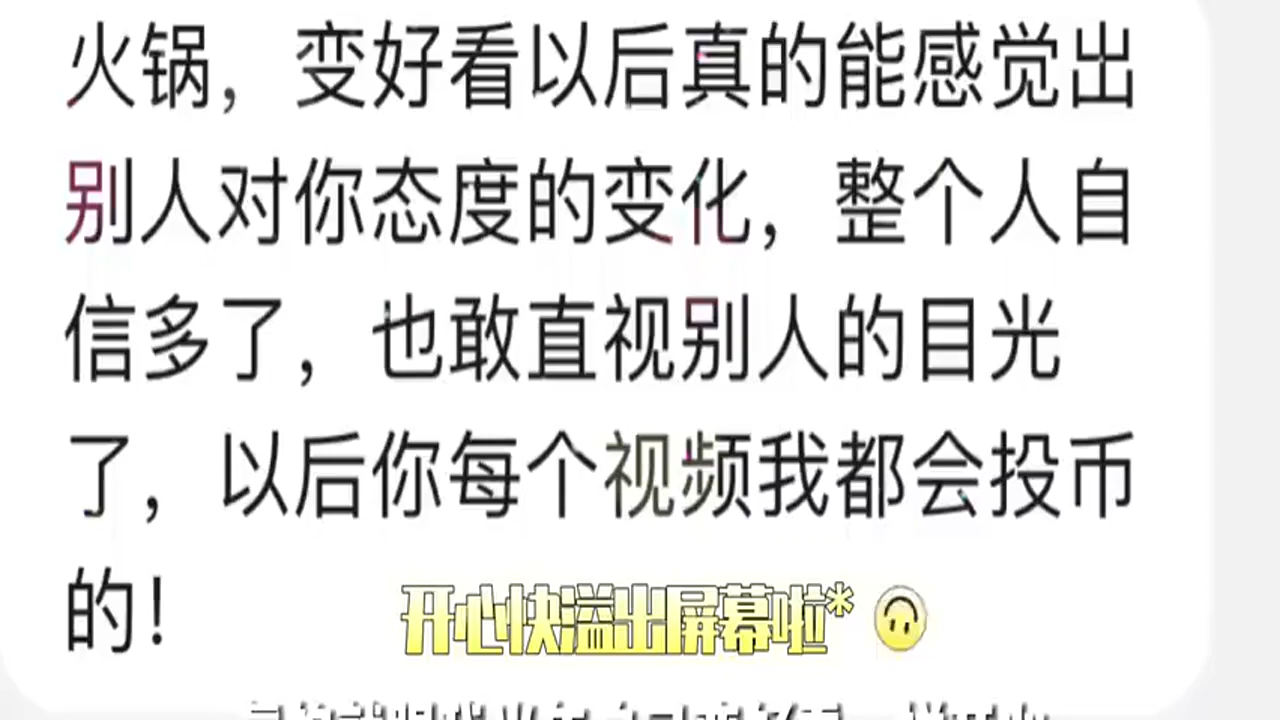 火锅，变好看以后真的能感觉出
别人对你态度的变化，整个人自
信多了，也敢直视别人的目光
了，以后你每个视频我都会投币
的！
开心快溢出屏幕啦*